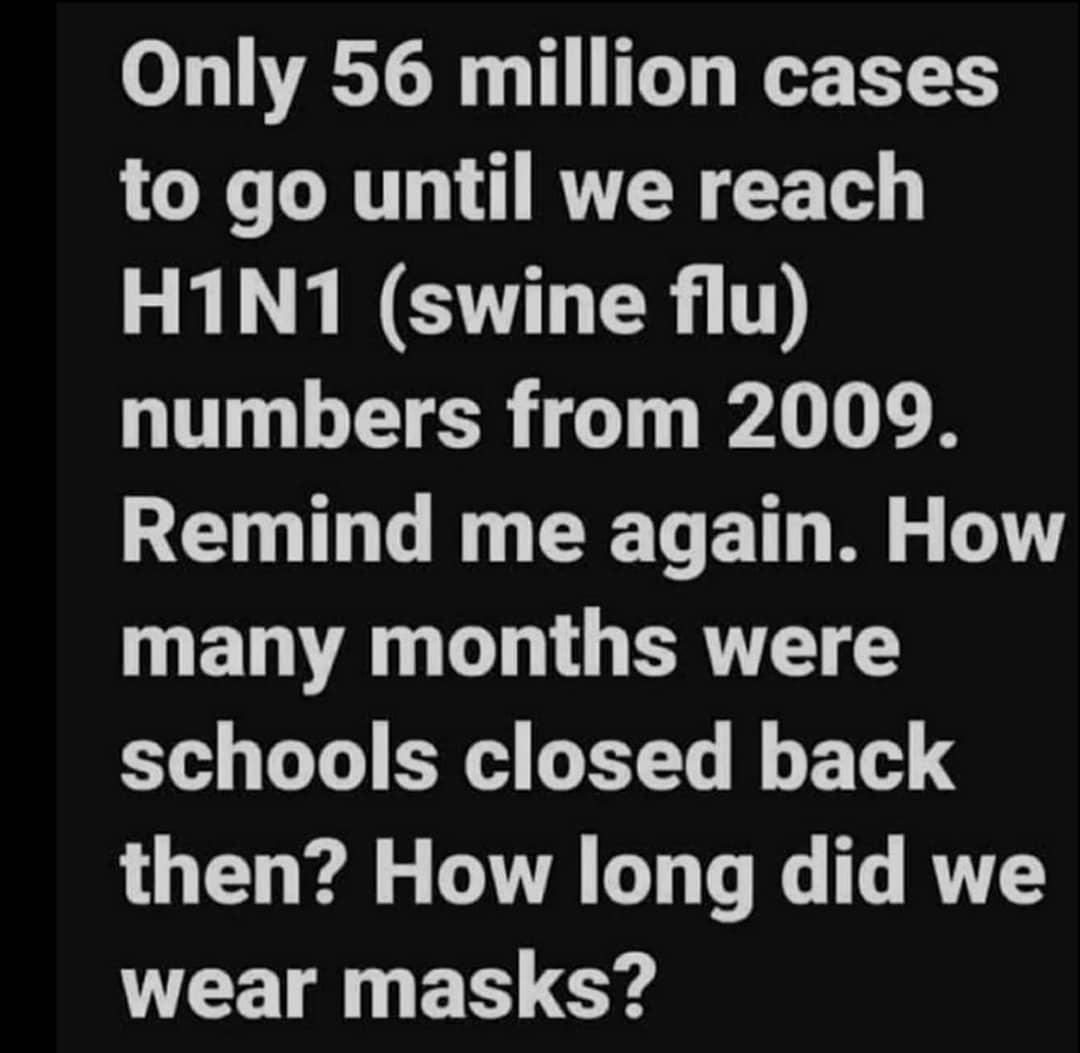 Only 56 million cases
to go until we reach
H1N1 (swine flu)
numbers from 2009.
Remind me again. How
many months were
schools closed back
then? How long did we
wear masks?